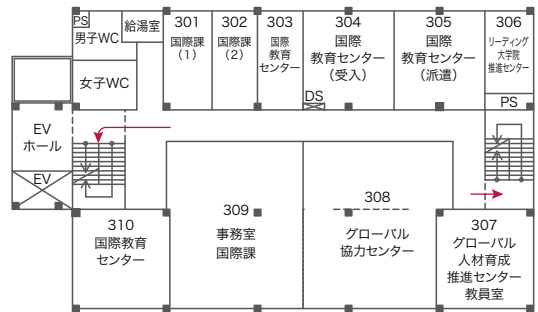 PS
男子WC
給湯室
女子WC
301
国際課
(1)
302
国際課
(2)
303
国際
教育
センター
304
国際
教育センター
(受入)
305
国際
教育センター
(派遣)
306
リーディング
大学院
推進センター
DS
PS
EV
ホール
EV
310
国際教育
センター
309
事務室
国際課
308
グローバル
協力センター
307
グローバル
人材育成
推進センター
教員室